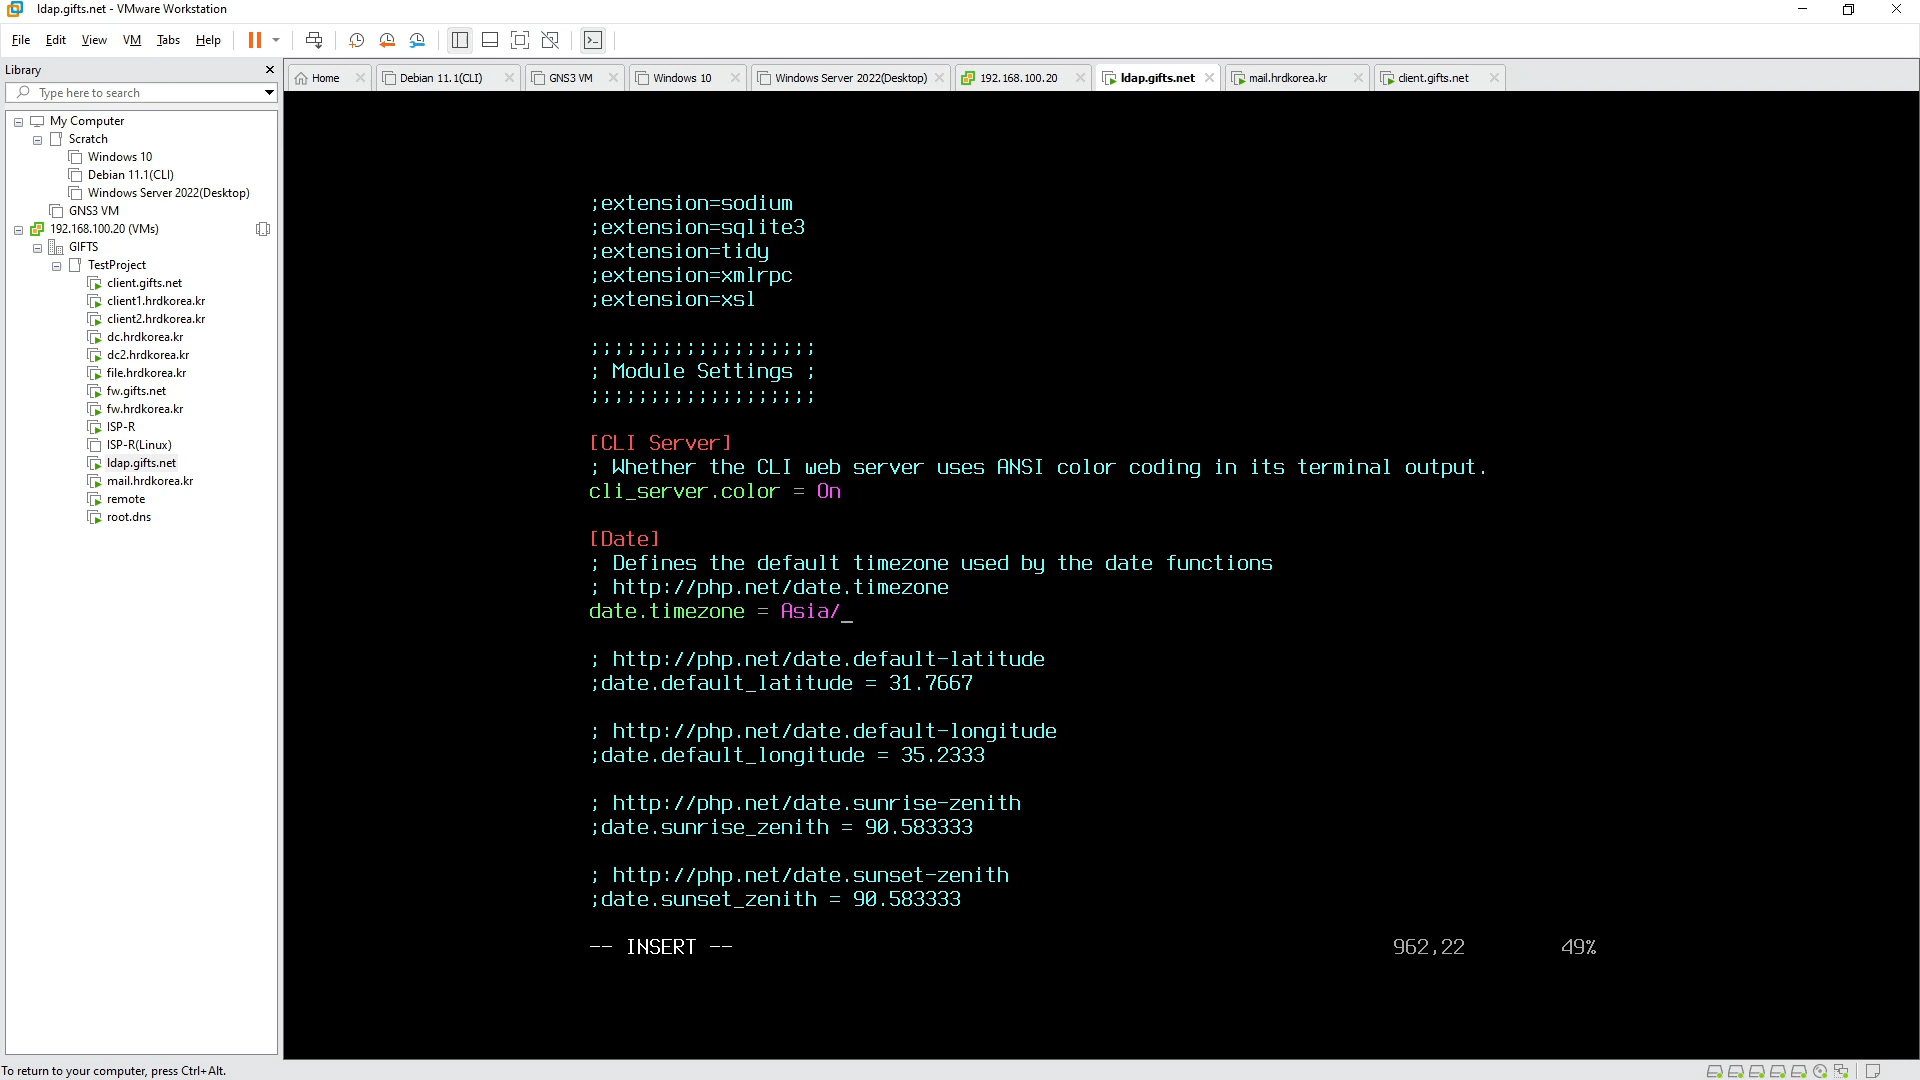 ldap.gifts.net - VMware Workstation
File Edit View VM Tabs Help
Library
Type here to search
My Computer
Scratch
Windows 10
Debian 11.1(CLI)
Windows Server 2022(Desktop)
GNS3 VM
192.168.100.20 (VMs)
GIFTS
TestProject
client.gifts.net
client1.hrdkorea.kr
client2.hrdkorea.kr
dc.hrdkorea.kr
dc2.hrdkorea.kr
file.hrdkorea.kr
fw.gifts.net
fw.hrdkorea.kr
ISP-R
ISP-R(Linux)
ldap.gifts.net
mail.hrdkorea.kr
remote
root.dns
Home Debian 11.1(CLI) GNS3 VM Windows 10 Windows Server 2022(Desktop) 192.168.100.20 ldap.gifts.net mail.hrdkorea.kr client.gifts.net
;extension=sodium
;extension=sqlite3
;extension=tidy
;extension=xmlrpc
;extension=xsl
;;;;;;;;;;;;;;;;;;;
; Module Settings ;
;;;;;;;;;;;;;;;;;;;
[CLI Server]
; Whether the CLI web server uses ANSI color coding in its terminal output.
cli_server.color = On
[Date]
; Defines the default timezone used by the date functions
; http://php.net/date.timezone
date.timezone = Asia/_
; http://php.net/date.default-latitude
;date.default_latitude = 31.7667
; http://php.net/date.default-longitude
;date.default_longitude = 35.2333
; http://php.net/date.sunrise-zenith
;date.sunrise_zenith = 90.583333
; http://php.net/date.sunset-zenith
;date.sunset_zenith = 90.583333
-- INSERT -- 962,22 49%
To return to your computer, press Ctrl+Alt.